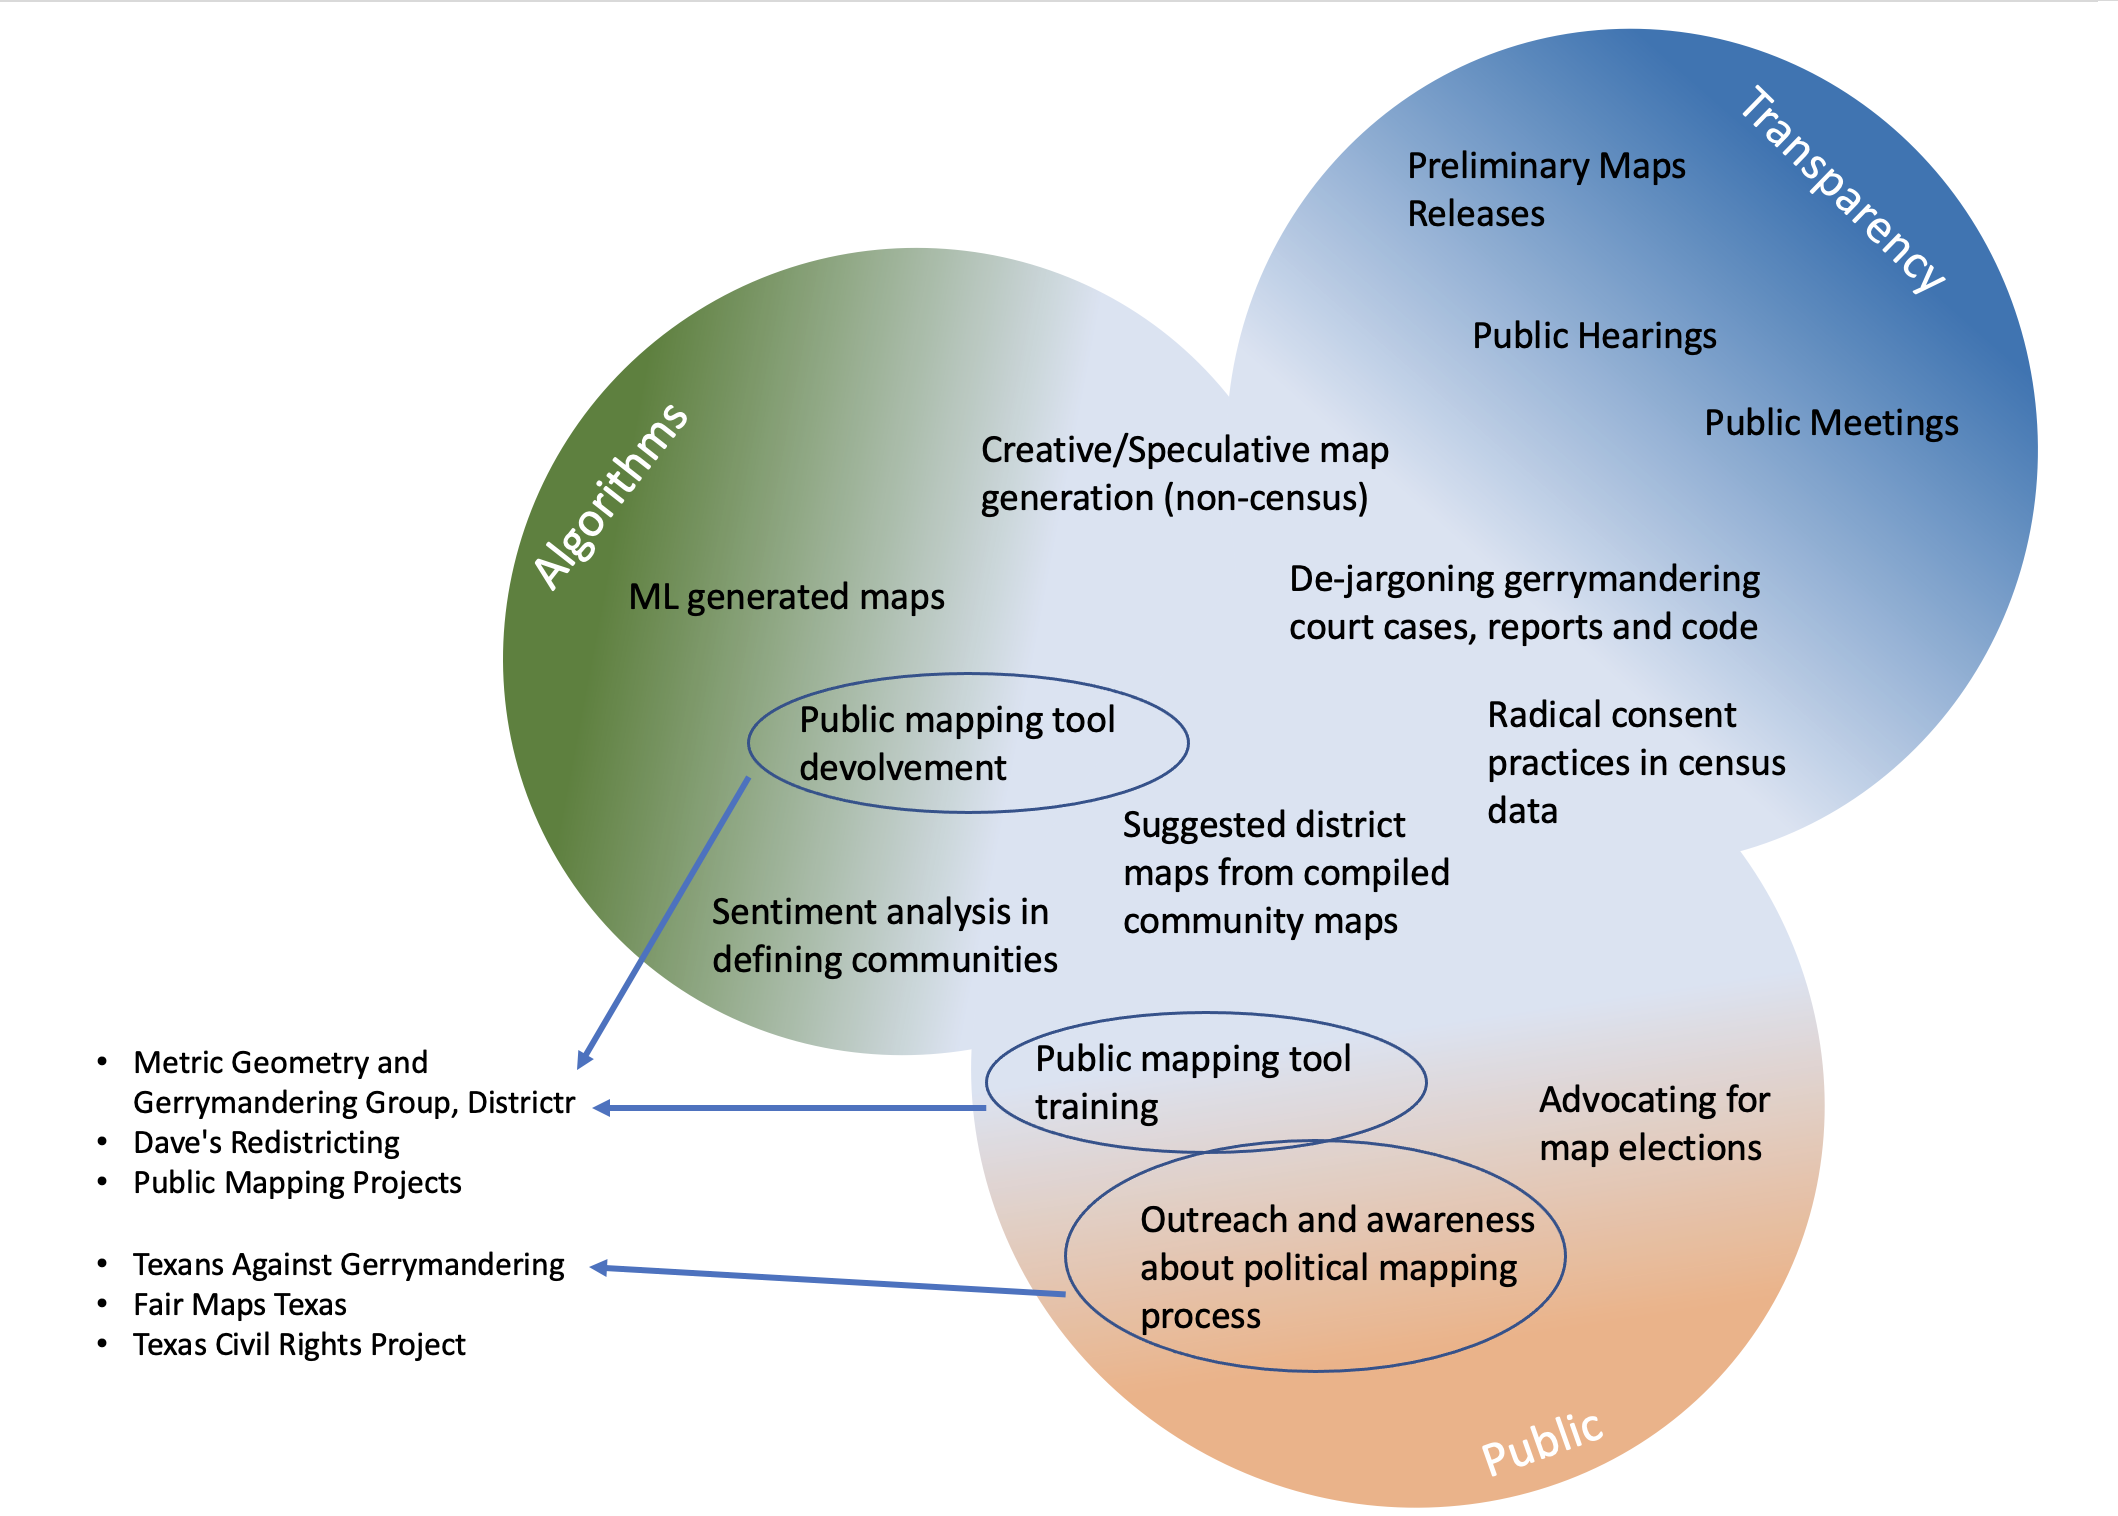 Transparency
Preliminary Maps
Releases
Public Hearings
Public Meetings
Algorithms
Creative/Speculative map
generation (non-census)
ML generated maps
De-jargoning gerrymandering
court cases, reports and code
Public mapping tool
devolvement
Radical consent
practices in census
data
Suggested district
maps from compiled
community maps
Sentiment analysis in
defining communities
Public mapping tool
training
Advocating for
map elections
Outreach and awareness
about political mapping
process
Public
• Metric Geometry and
Gerrymandering Group, Districtr
• Dave's Redistricting
• Public Mapping Projects
• Texans Against Gerrymandering
• Fair Maps Texas
• Texas Civil Rights Project